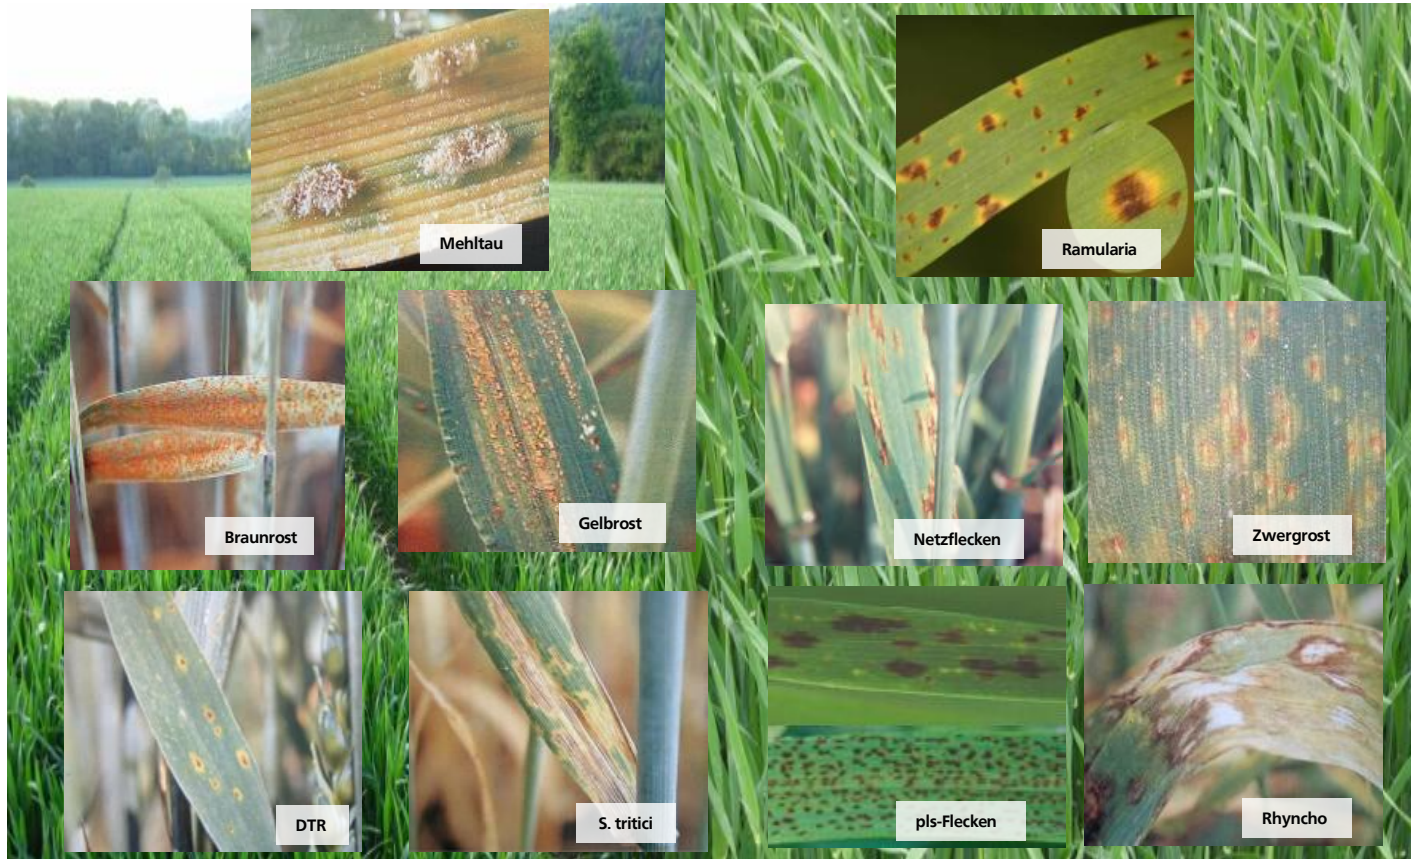 Mehltau
Ramularia
Braunrost
Gelbrost
Netzflecken
Zwergrost
DTR
S. tritici
pls-Flecken
Rhyncho